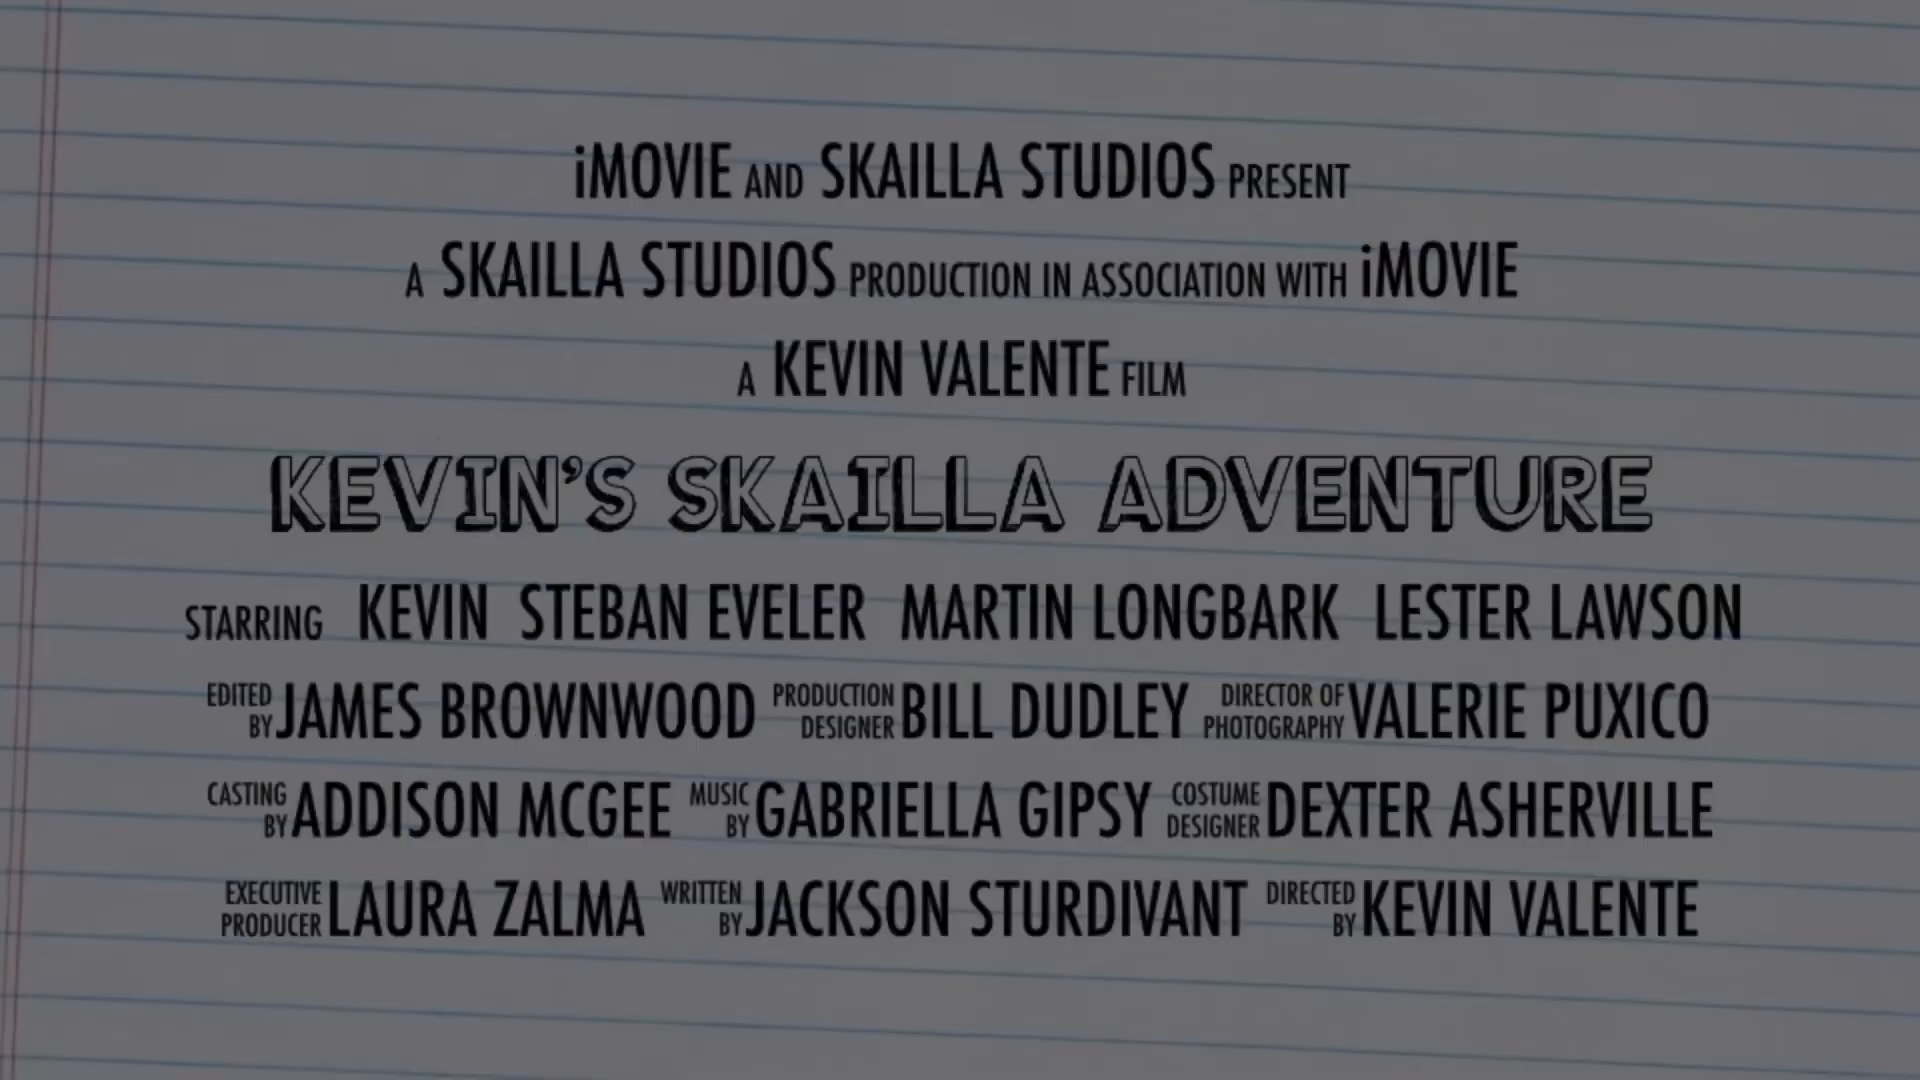 iMOVIE AND SKAILLA STUDIOS PRESENT
A SKAILLA STUDIOS PRODUCTION IN ASSOCIATION WITH iMOVIE
A KEVIN VALENTE FILM
KEVIN'S SKAILLA ADVENTURE
STARRING KEVIN STEBAN EVELER MARTIN LONGBARK LESTER LAWSON
EDITED BY JAMES BROWNWOOD PRODUCTION DESIGNER BILL DUDLEY DIRECTOR OF PHOTOGRAPHY VALERIE PUXICO
CASTING BY ADDISON MCGEE MUSIC BY GABRIELLA GIPSY COSTUME DESIGNER DEXTER ASHERVILLE
EXECUTIVE PRODUCER LAURA ZALMA WRITTEN BY JACKSON STURDIVANT DIRECTED BY KEVIN VALENTE